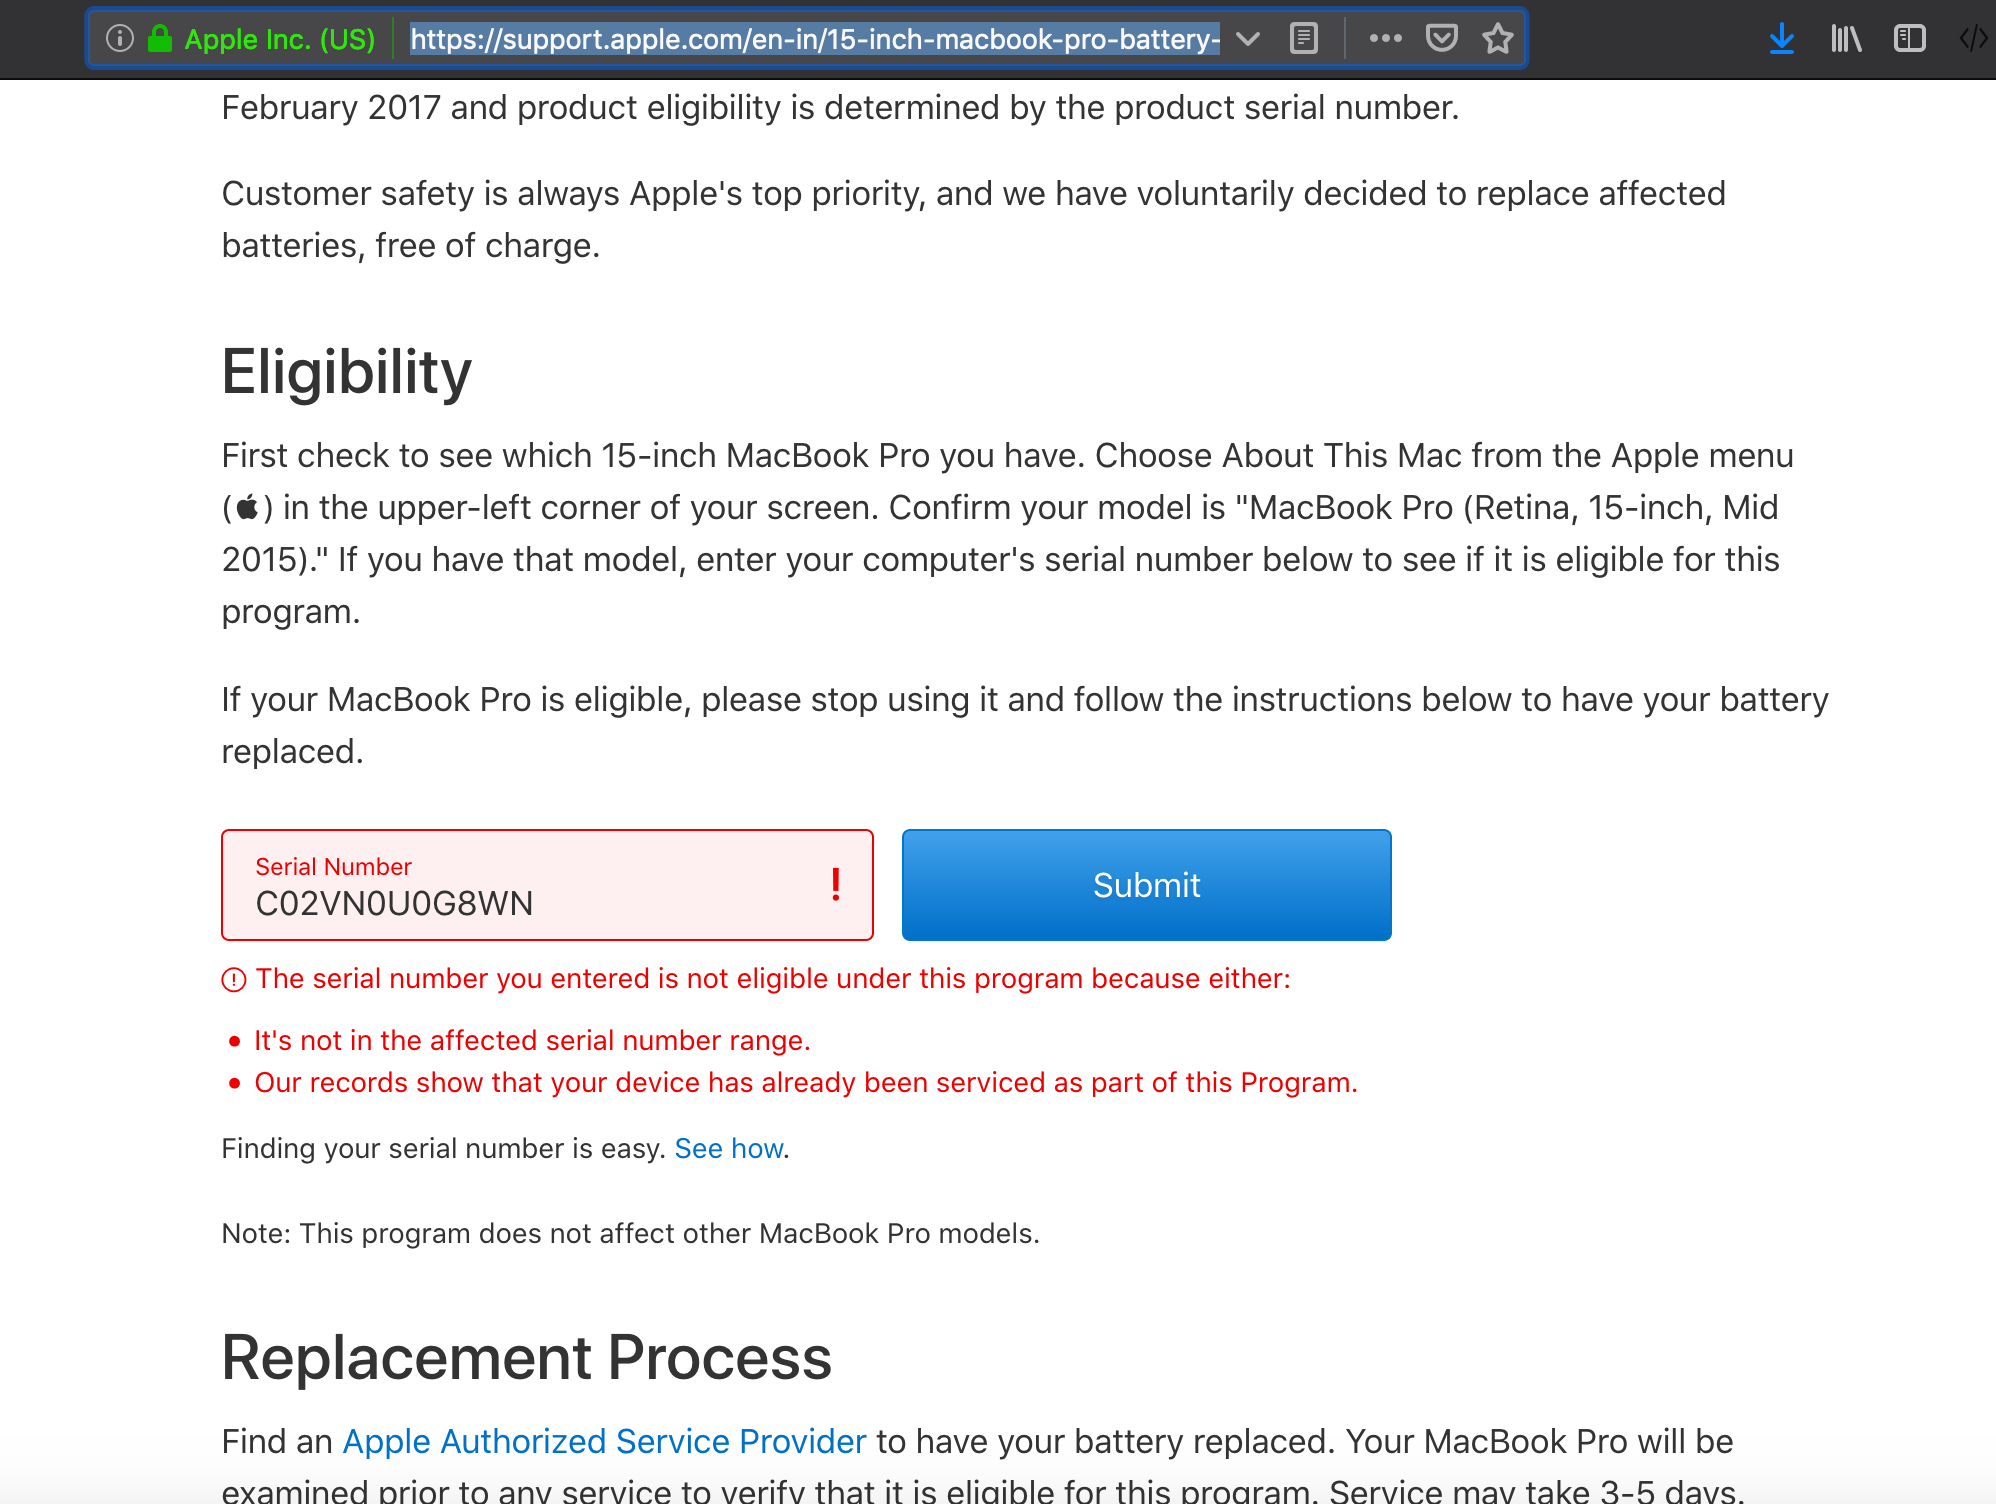 Apple Inc. (US) https://support.apple.com/en-in/15-inch-macbook-pro-battery-
February 2017 and product eligibility is determined by the product serial number.
Customer safety is always Apple's top priority, and we have voluntarily decided to replace affected
batteries, free of charge.
Eligibility
First check to see which 15-inch MacBook Pro you have. Choose About This Mac from the Apple menu
() in the upper-left corner of your screen. Confirm your model is "MacBook Pro (Retina, 15-inch, Mid
2015)." If you have that model, enter your computer's serial number below to see if it is eligible for this
program.
If your MacBook Pro is eligible, please stop using it and follow the instructions below to have your battery
replaced.
Serial Number
C02VN0U0G8WN
!
Submit
The serial number you entered is not eligible under this program because either:
• It's not in the affected serial number range.
• Our records show that your device has already been serviced as part of this Program.
Finding your serial number is easy. See how.
Note: This program does not affect other MacBook Pro models.
Replacement Process
Find an Apple Authorized Service Provider to have your battery replaced. Your MacBook Pro will be
examined prior to any service to verify that it is eligible for this program. Service may take 3-5 days.